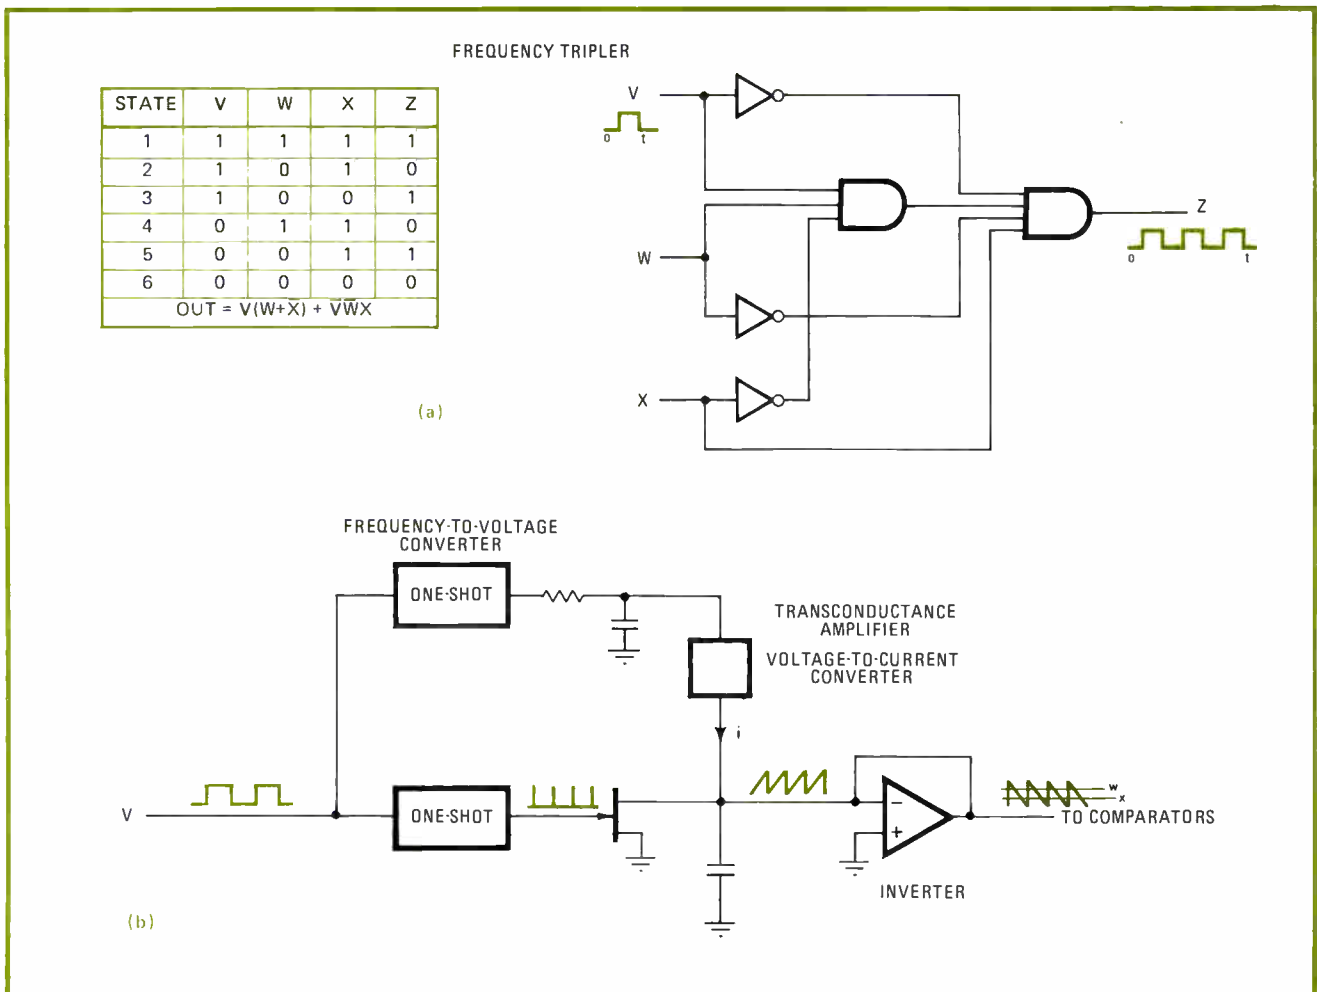 FREQUENCY TRIPLER
STATE V W X Z
1 1 1 1 1
2 1 0 1 0
3 1 0 0 1
4 0 1 1 0
5 0 0 1 1
6 0 0 0 0
OUT = V(W+X̄) + V̄W̄X
V
0 t
W
X
Z
0 t
(a)
FREQUENCY-TO-VOLTAGE
CONVERTER
ONE-SHOT
TRANSCONDUCTANCE
AMPLIFIER
VOLTAGE-TO-CURRENT
CONVERTER
i
V
ONE-SHOT
−
+
W
X
TO COMPARATORS
INVERTER
(b)